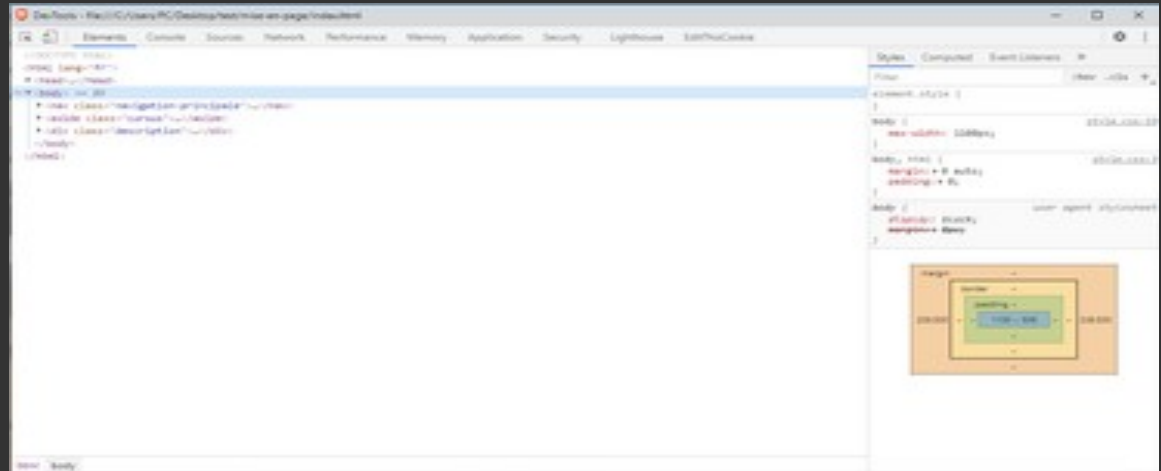 DevTools - file:///C:/Users/PC/Desktop/test/mise-en-page/index.html
Elements Console Sources Network Performance Memory Application Security Lighthouse EditThisCookie
<!DOCTYPE html>
<html lang="fr">
<head>…</head>
<body> == $0
<nav class="navigation-principale">…</nav>
<aside class="cursus">…</aside>
<div class="description">…</div>
</body>
</html>
html body
Styles Computed Event Listeners
Filter :hov .cls +
element.style {
}
body {
max-width: 1100px;
}
body, html {
margin: 0 auto;
padding: 0;
}
body { user agent stylesheet
display: block;
margin: 8px;
}
margin -
border -
padding -